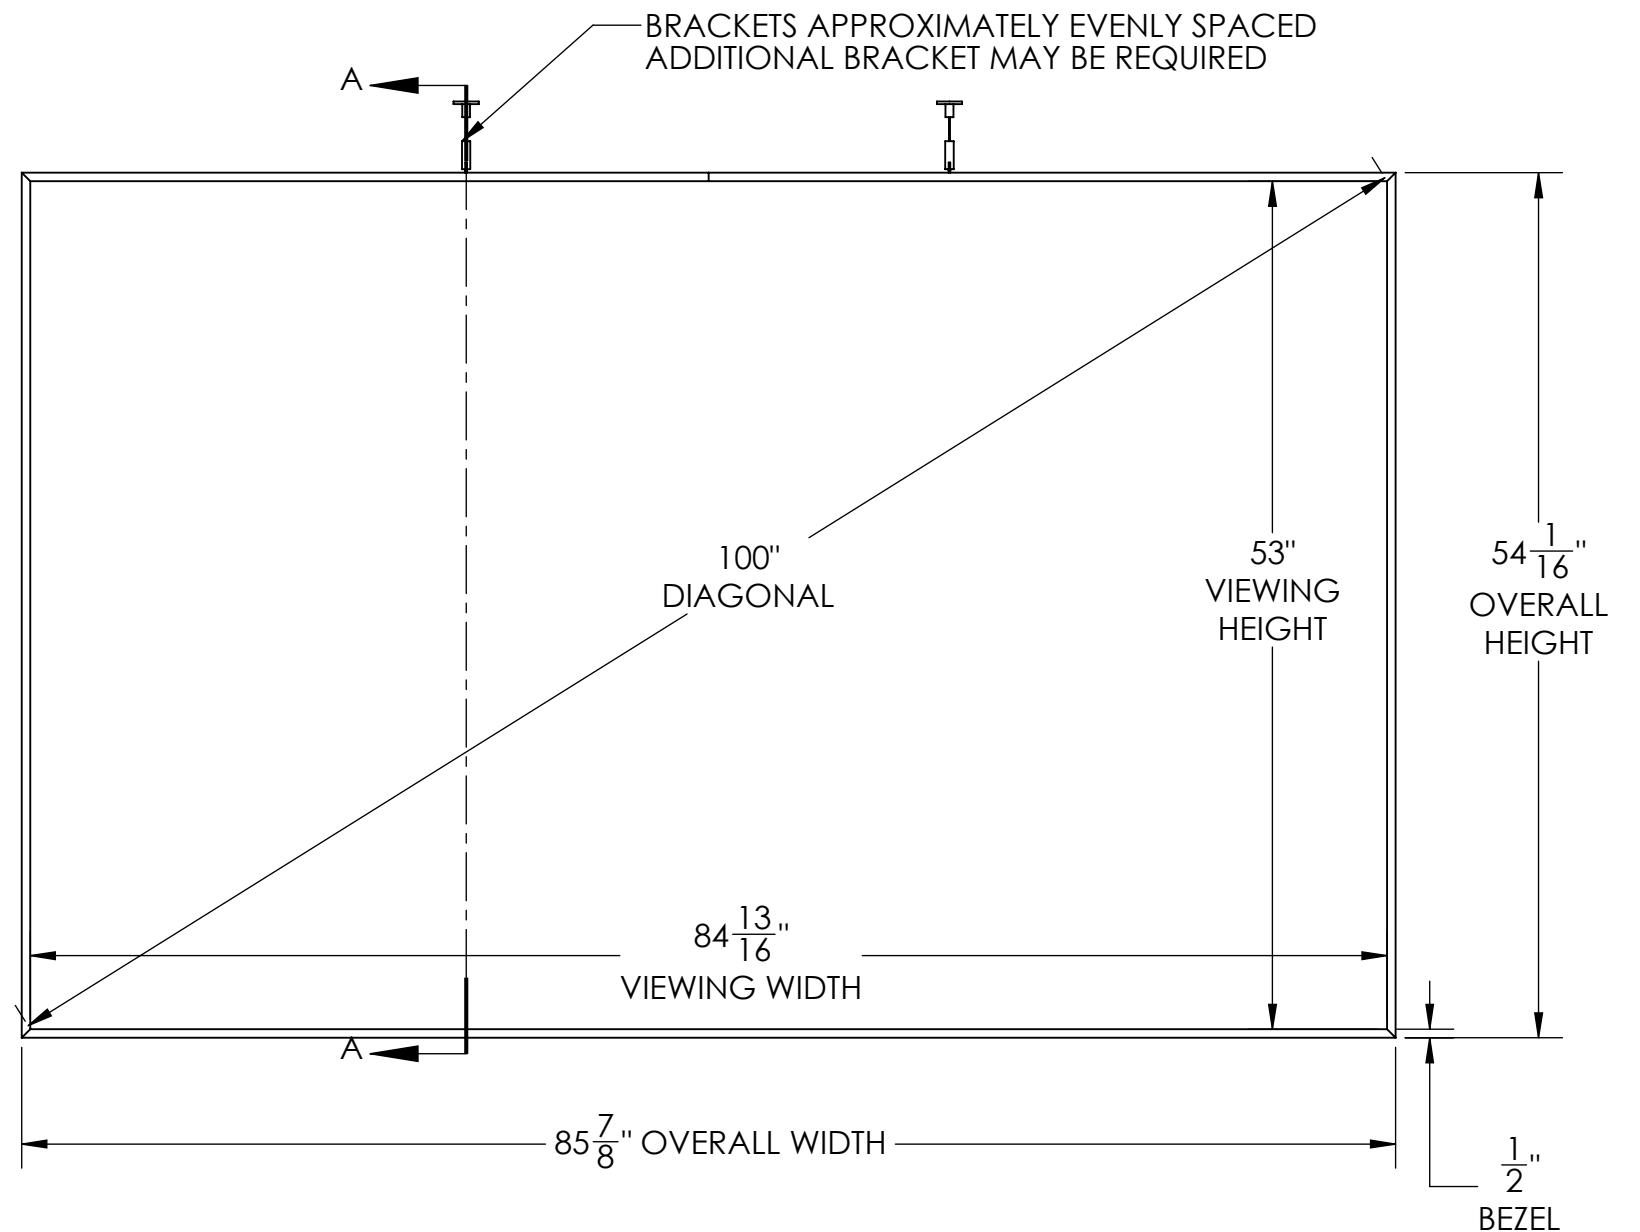 BRACKETS APPROXIMATELY EVENLY SPACED
ADDITIONAL BRACKET MAY BE REQUIRED
A
100"
DIAGONAL
53"
VIEWING
HEIGHT
54 1/16"
OVERALL
HEIGHT
84 13/16"
VIEWING WIDTH
A
85 7/8" OVERALL WIDTH
1/2"
BEZEL